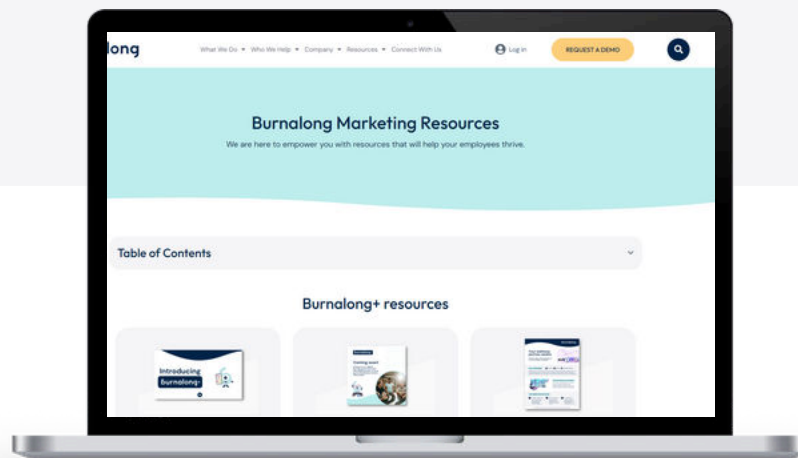 long
What We Do Who We Help Company Resources Connect With Us Log in REQUEST A DEMO
Burnalong Marketing Resources
We are here to empower you with resources that will help your employees thrive.
Table of Contents
Burnalong+ resources
Introducing
burnalong+
Coming soon!